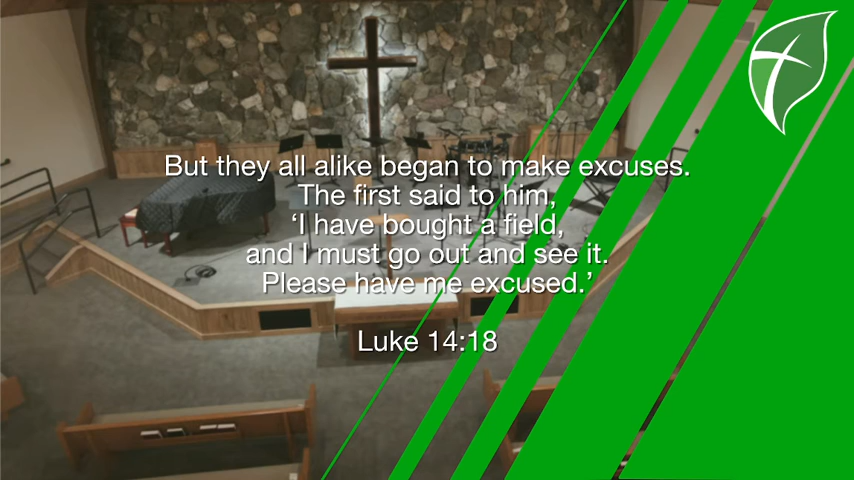 But they all alike began to make excuses.
The first said to him,
‘I have bought a field,
and I must go out and see it.
Please have me excused.’
Luke 14:18